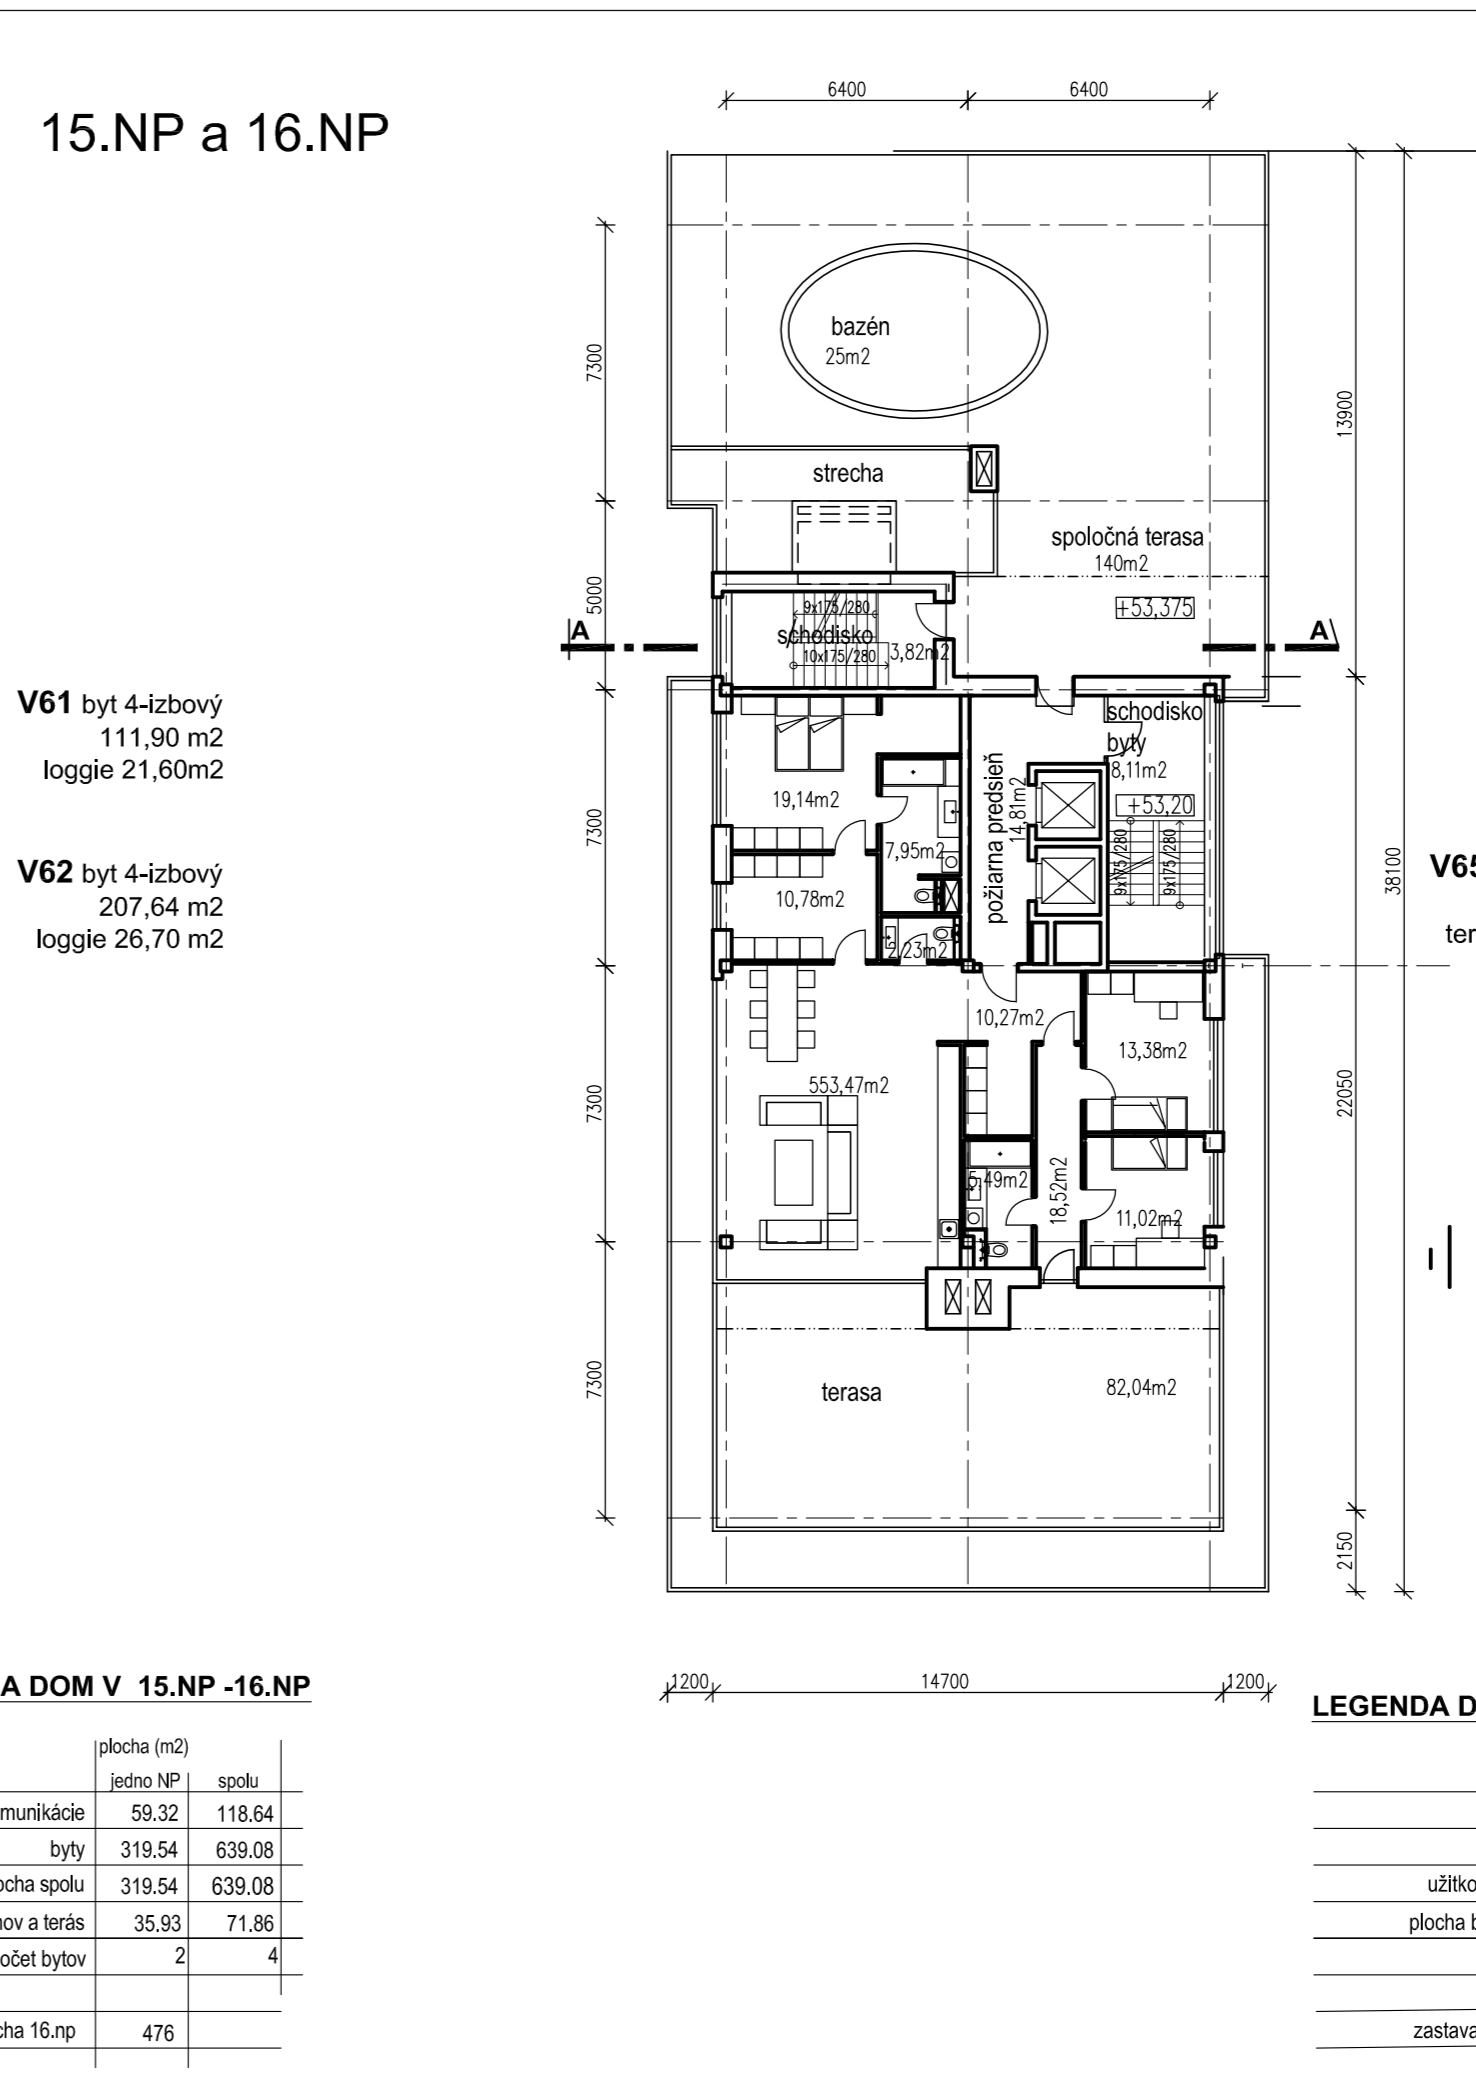 15.NP a 16.NP
6400
6400
7300
bazén
25m2
13900
strecha
spoločná terasa
140m2
5000
+53,375
9x175/280
A
A
schodisko
10x175/280
3,82m2
V61 byt 4-izbový
111,90 m2
loggie 21,60m2
schodisko
byty
8,11m2
požiarna predsieň
14,81m2
19,14m2
+53,20
7300
9x175/280
9x175/280
7,95m2
38100
V62 byt 4-izbový
207,64 m2
loggie 26,70 m2
V65
10,78m2
ter
2,23m2
10,27m2
13,38m2
553,47m2
7300
22050
5,49m2
18,52m2
11,02m2
7300
terasa
82,04m2
2150
A DOM V 15.NP -16.NP
1200
14700
1200
LEGENDA D
plocha (m2)
jedno NP spolu
munikácie 59.32 118.64
byty 319.54 639.08
ocha spolu 319.54 639.08
užitko
nov a terás 35.93 71.86
plocha b
očet bytov 2 4
cha 16.np 476
zastava